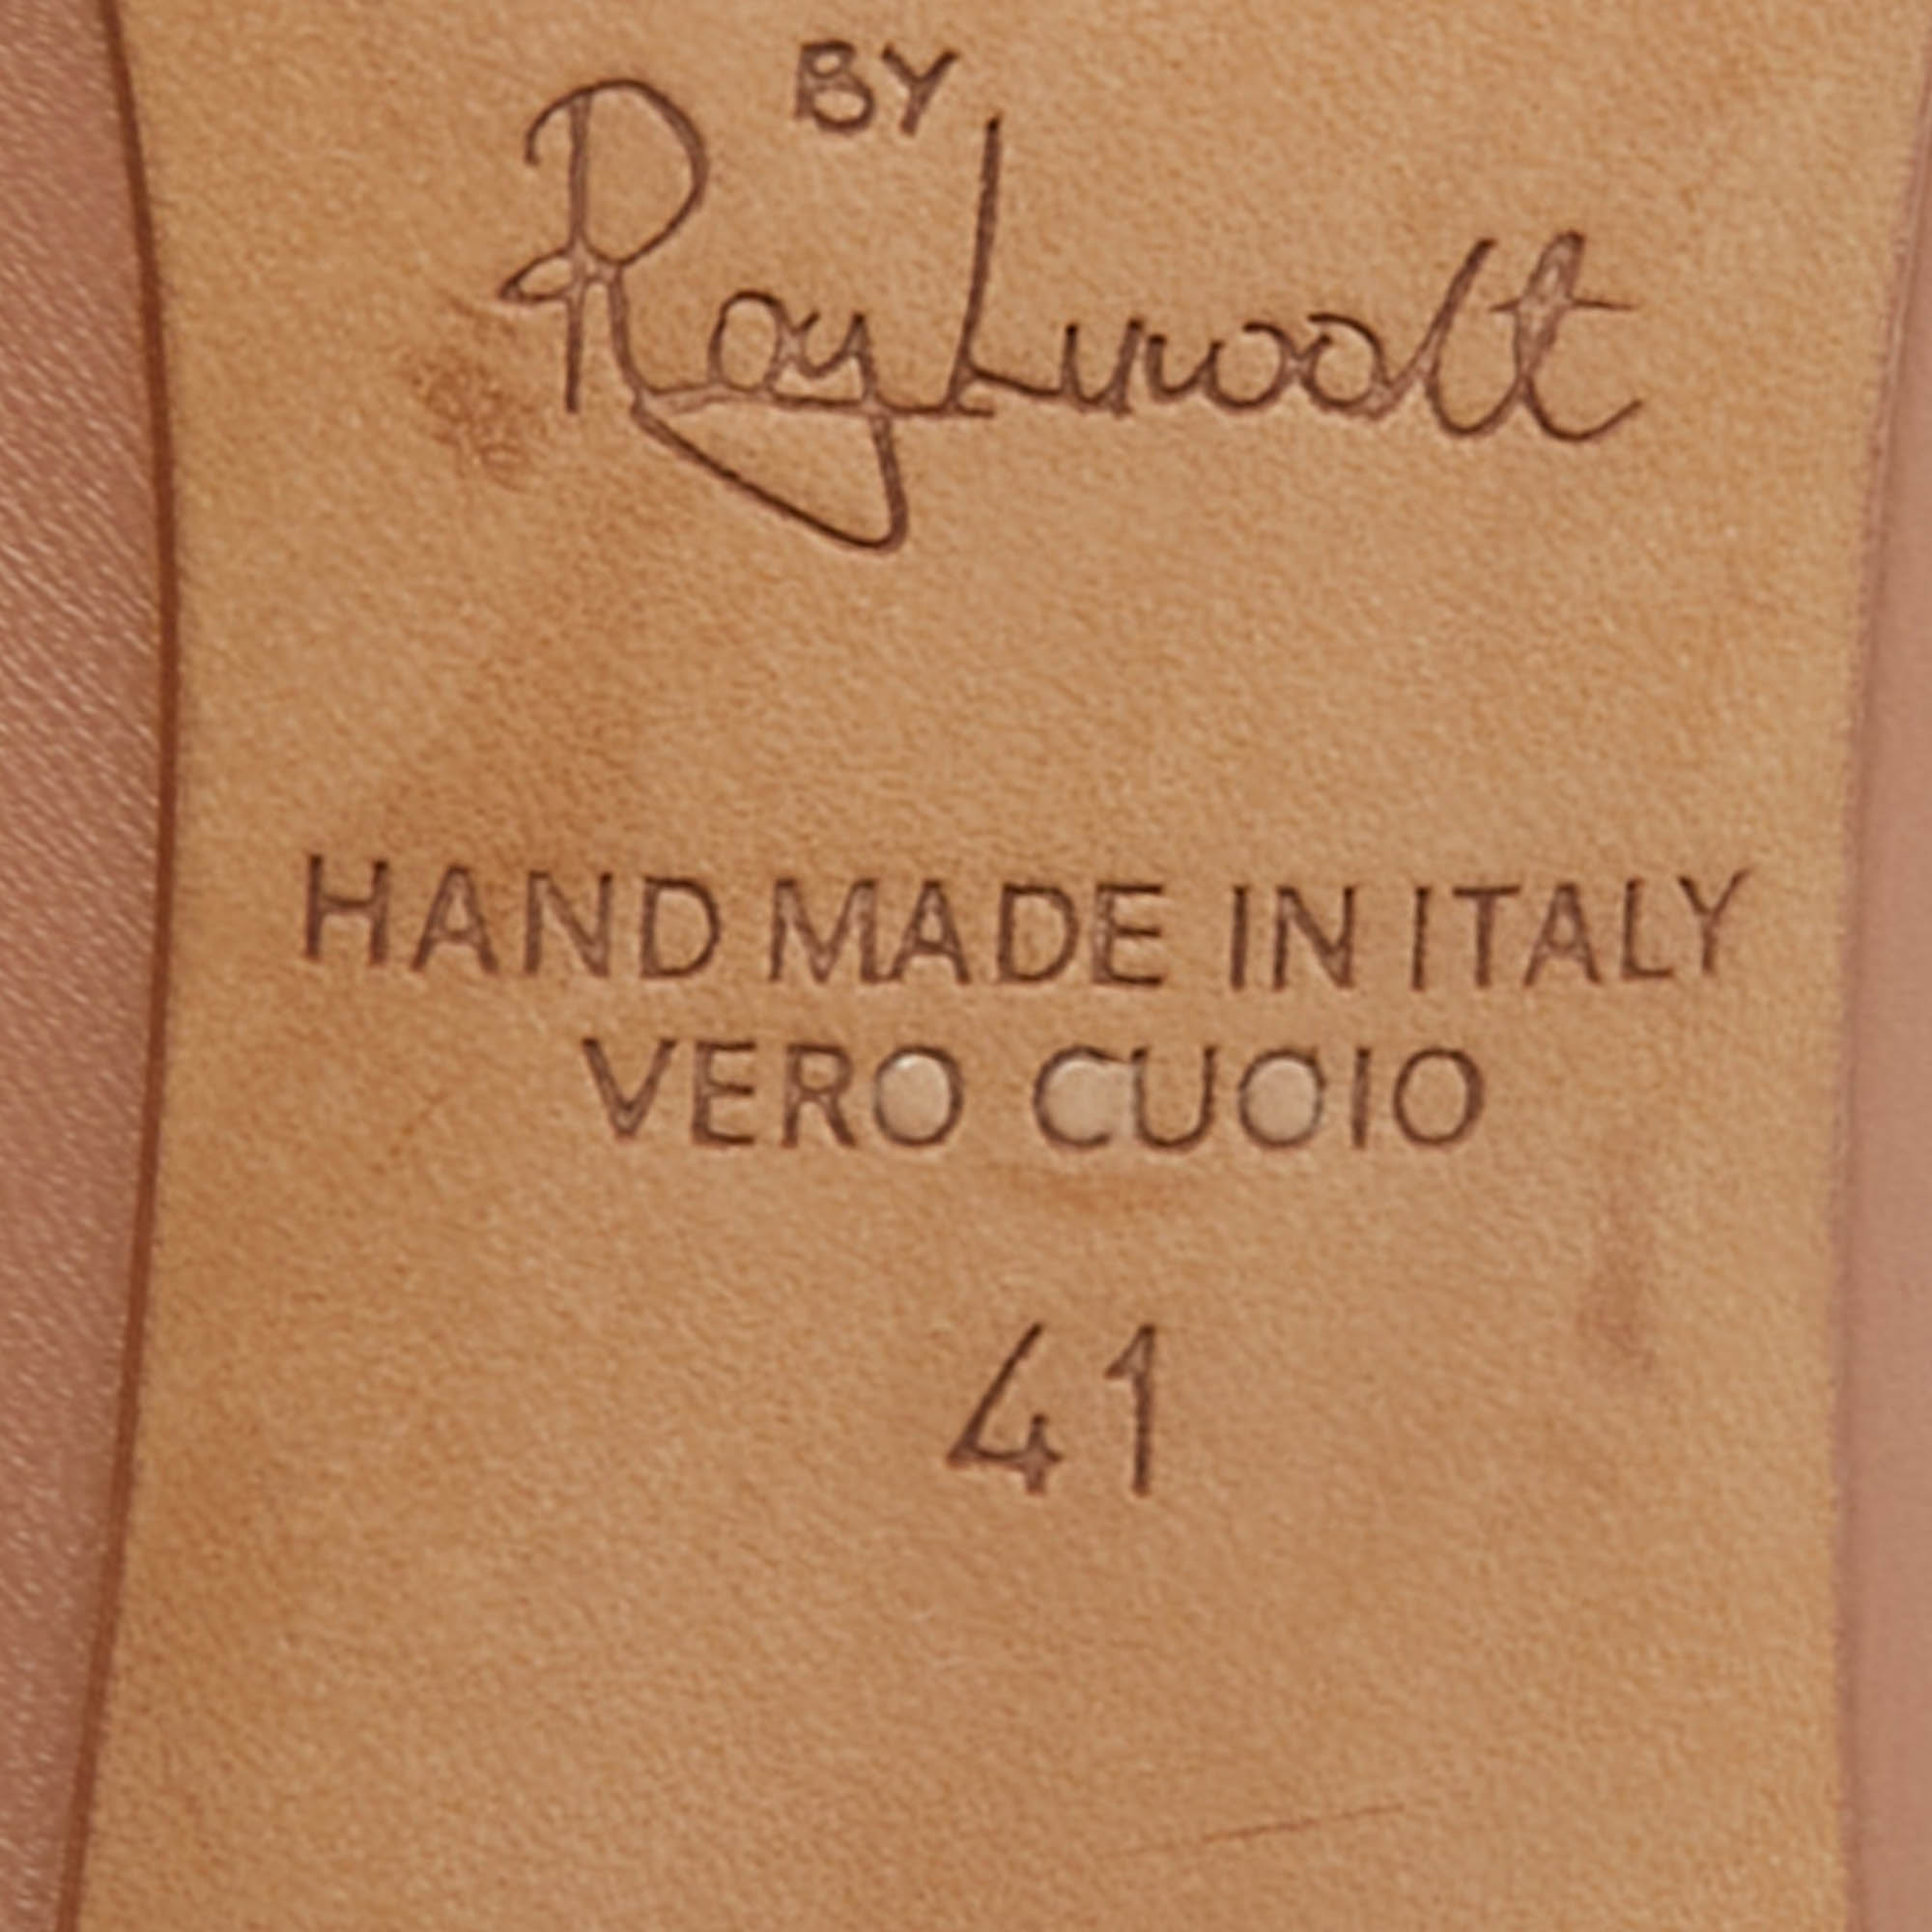 BY
Roy Luwolt
HAND MADE IN ITALY
VERO CUOIO
41